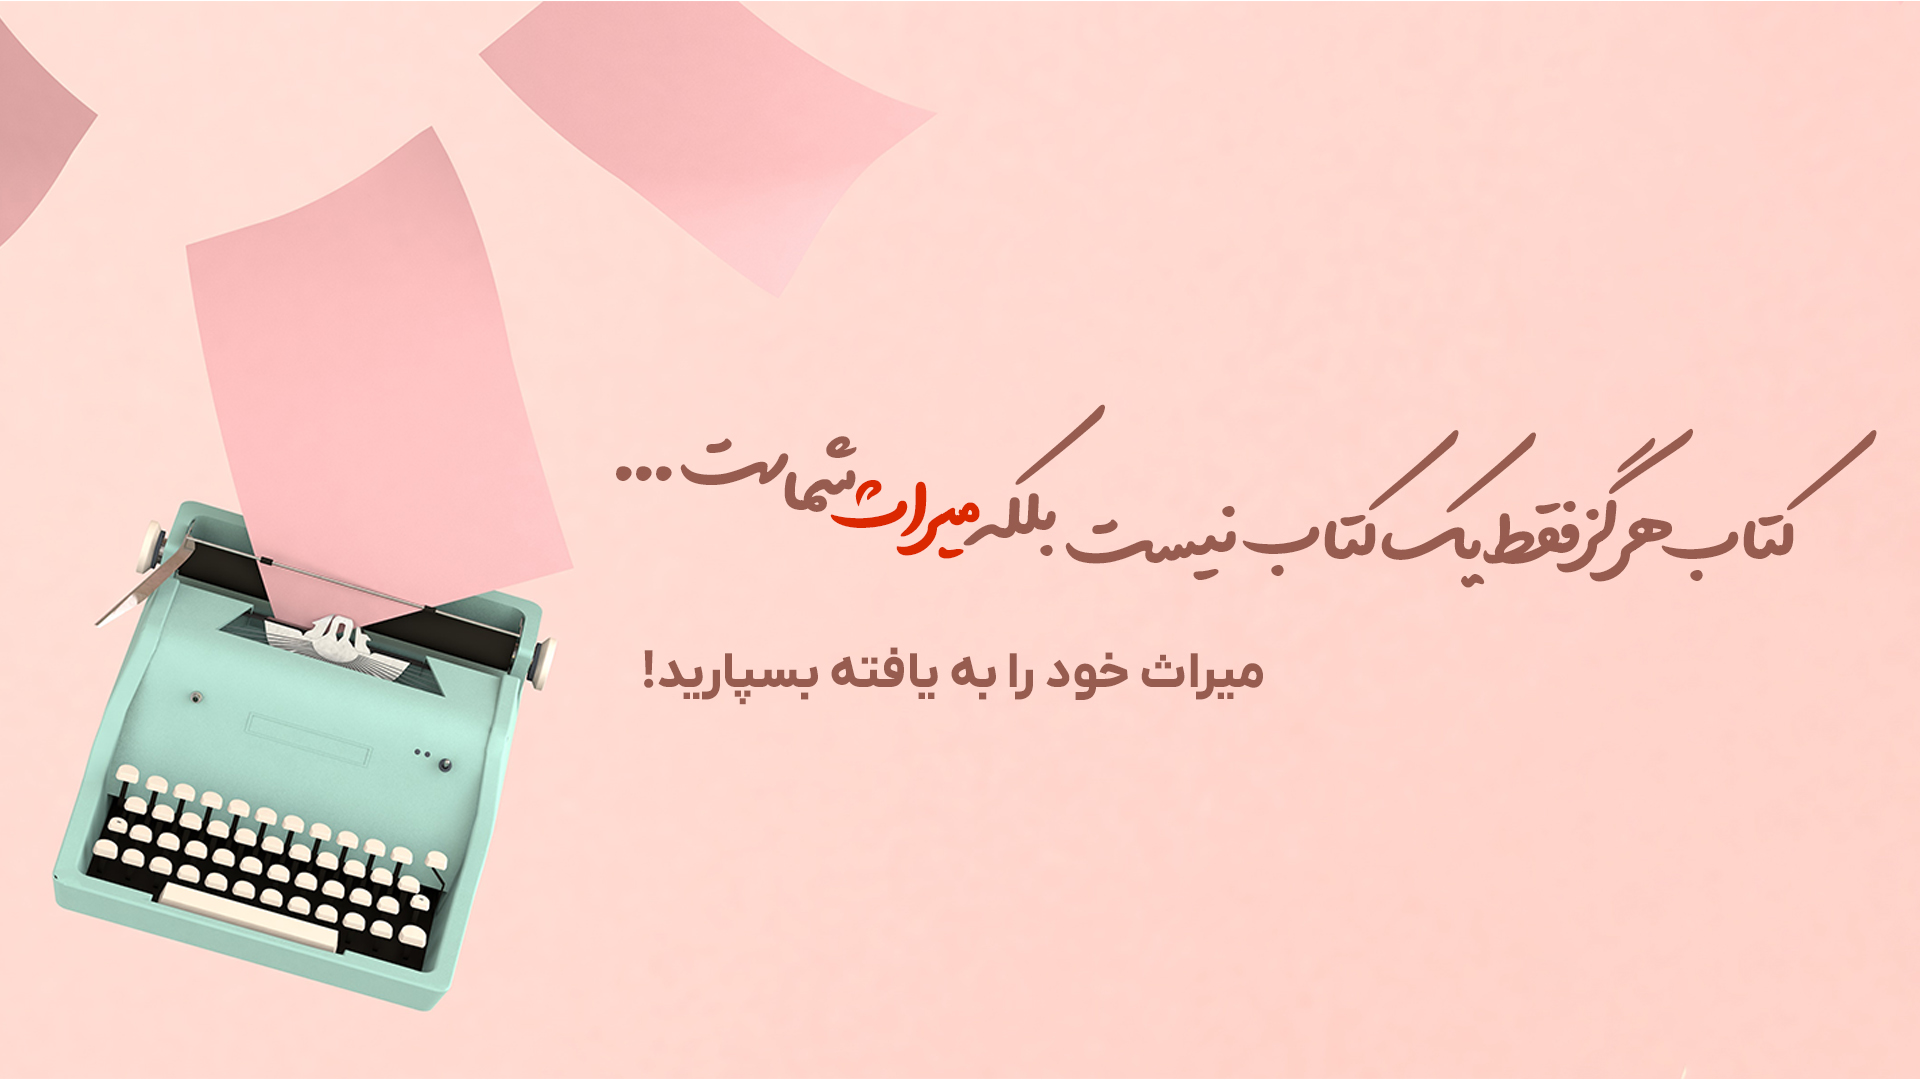 کتاب هرگز فقط یک کتاب نیست بلکه میراث شماست ...
میراث خود را به یافته بسپارید!